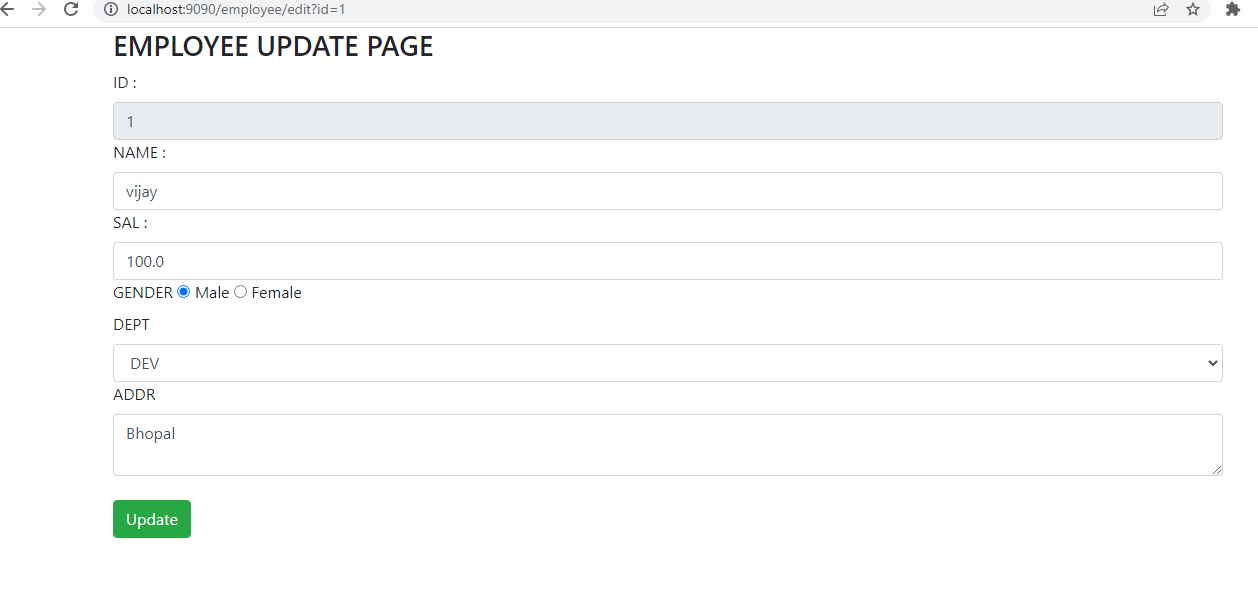 localhost:9090/employee/edit?id=1
EMPLOYEE UPDATE PAGE
ID :
1
NAME :
vijay
SAL :
100.0
GENDER Male Female
DEPT
DEV
ADDR
Bhopal
Update